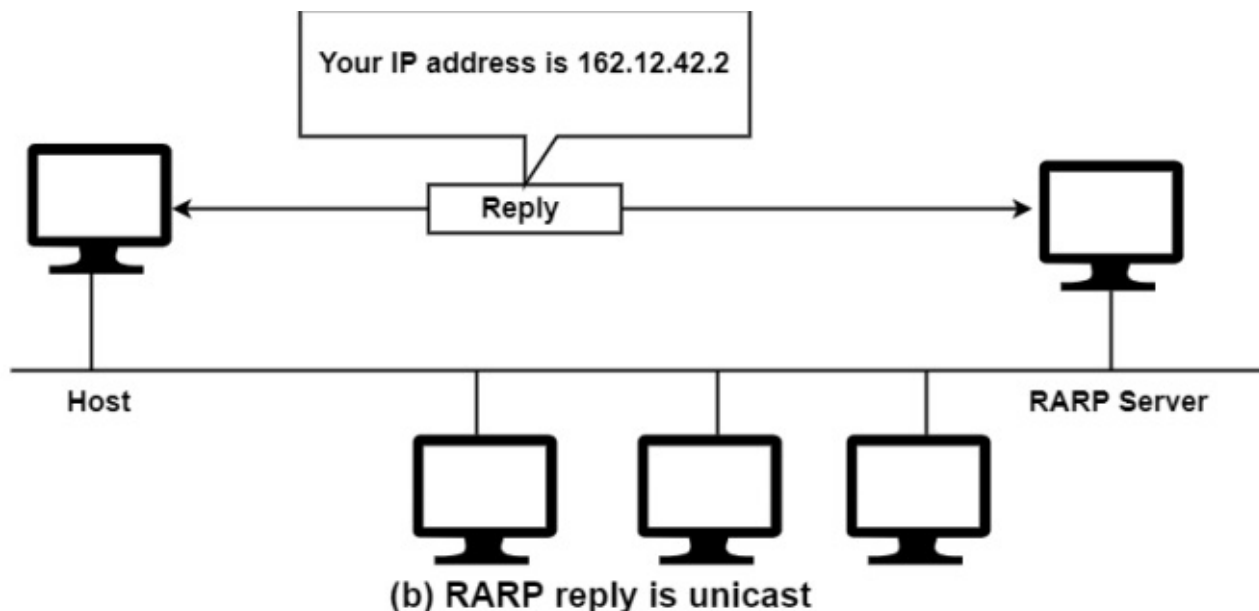 Your IP address is 162.12.42.2
Reply
Host
RARP Server
(b) RARP reply is unicast